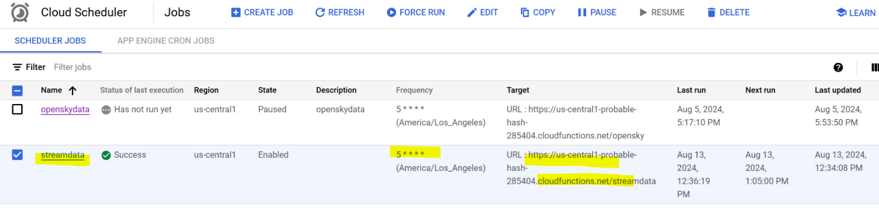 Cloud Scheduler Jobs CREATE JOB REFRESH FORCE RUN EDIT COPY PAUSE RESUME DELETE LEARN
SCHEDULER JOBS APP ENGINE CRON JOBS
Filter Filter jobs
Name Status of last execution Region State Description Frequency Target Last run Next run Last updated
openskydata Has not run yet us-central1 Paused openskydata 5 * * * * URL : https://us-central1-probable- Aug 5, 2024, Aug 5, 2024,
(America/Los_Angeles) hash- 5:17:10 PM 5:53:50 PM
285404.cloudfunctions.net/opensky
streamdata Success us-central1 Enabled 5 * * * * URL : https://us-central1-probable- Aug 13, Aug 13, Aug 13, 2024,
(America/Los_Angeles) hash- 2024, 2024, 12:34:08 PM
285404.cloudfunctions.net/streamdata 12:36:19 1:05:00 PM
PM